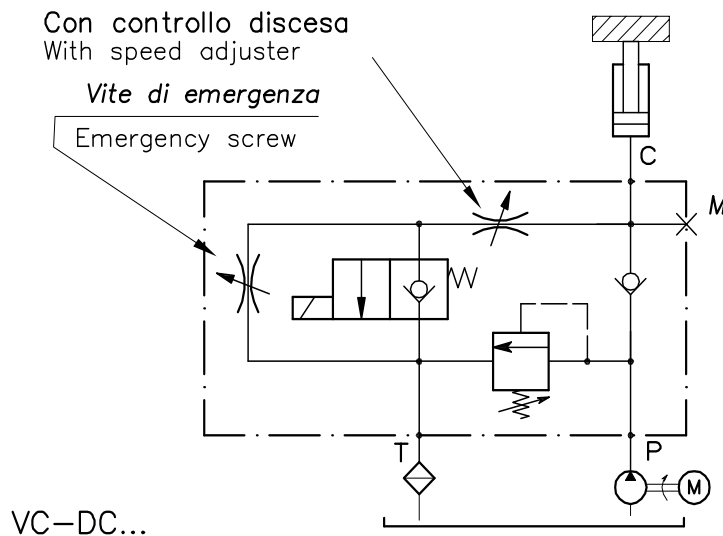 Con controllo discesa
With speed adjuster
Vite di emergenza
Emergency screw
C
M
T
P
M
VC-DC...